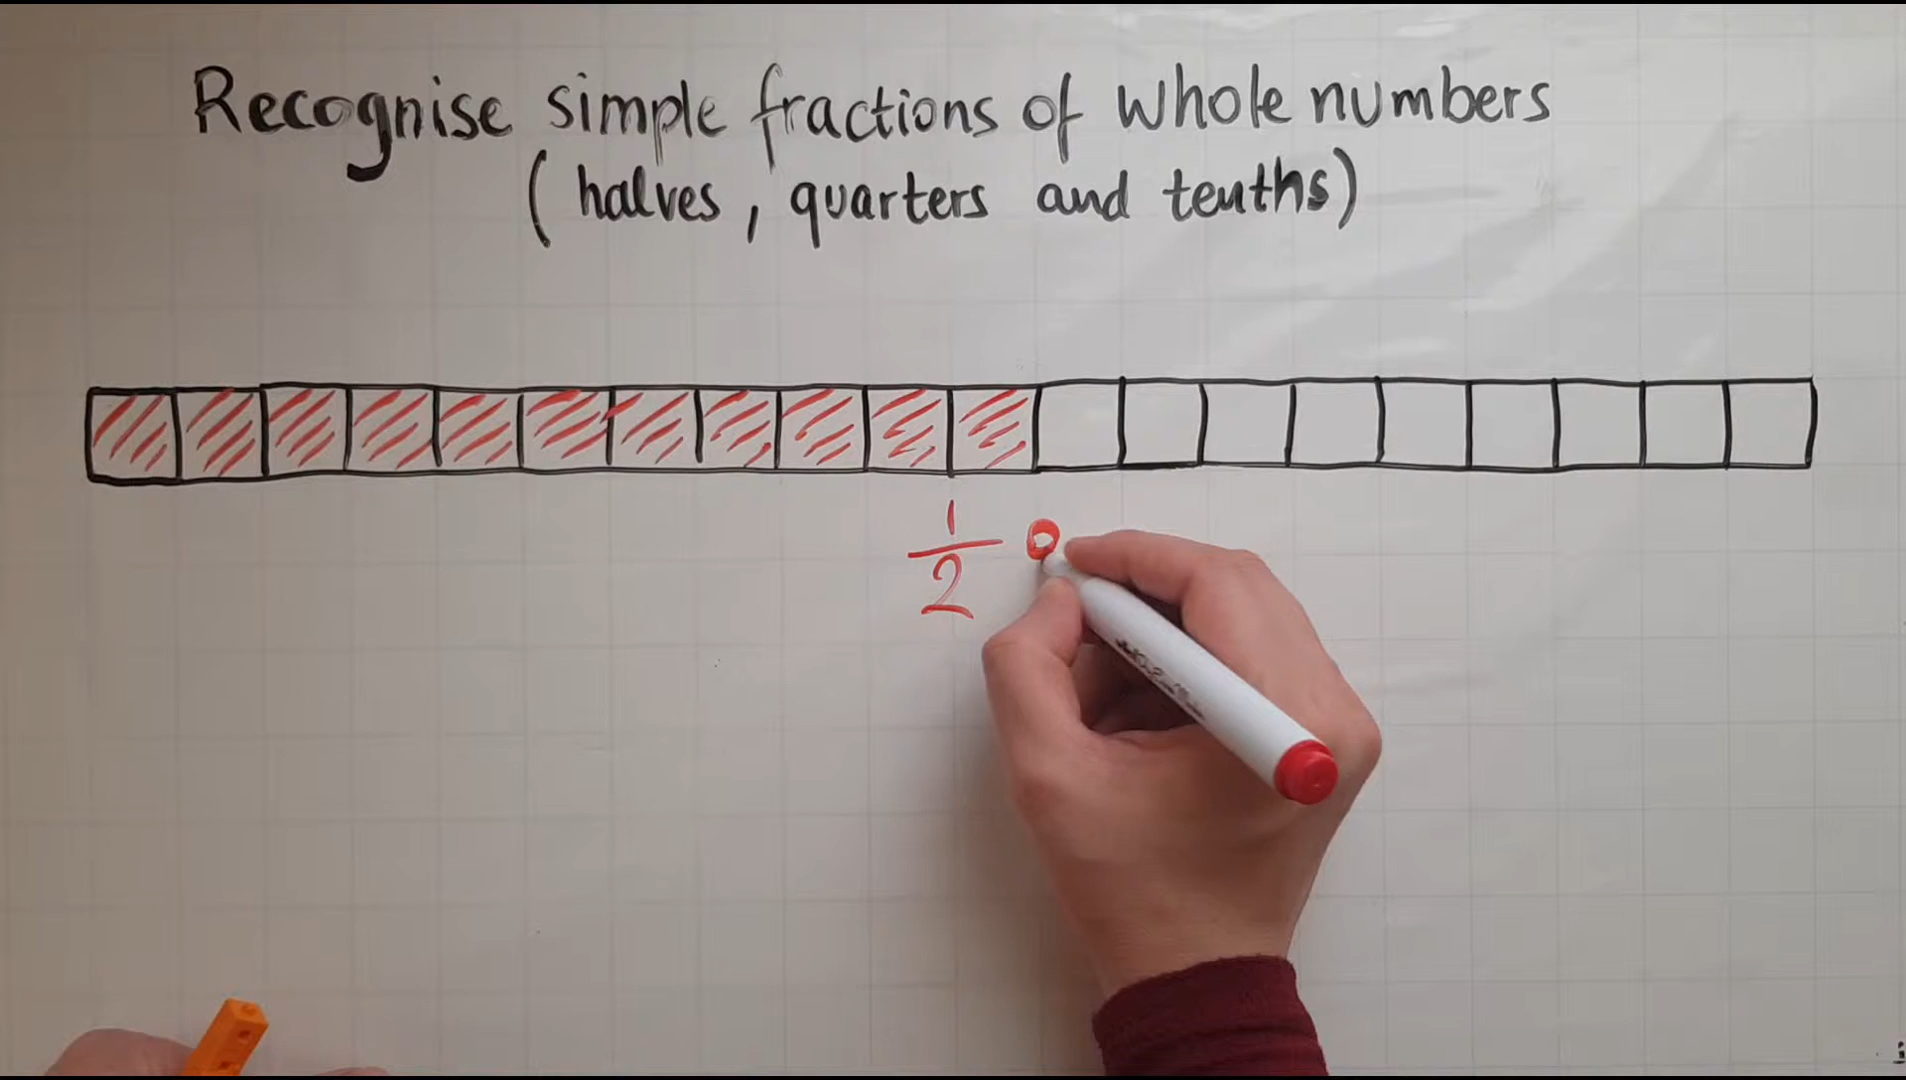 Recognise simple fractions of whole numbers
(halves, quarters and tenths)
1
2 o